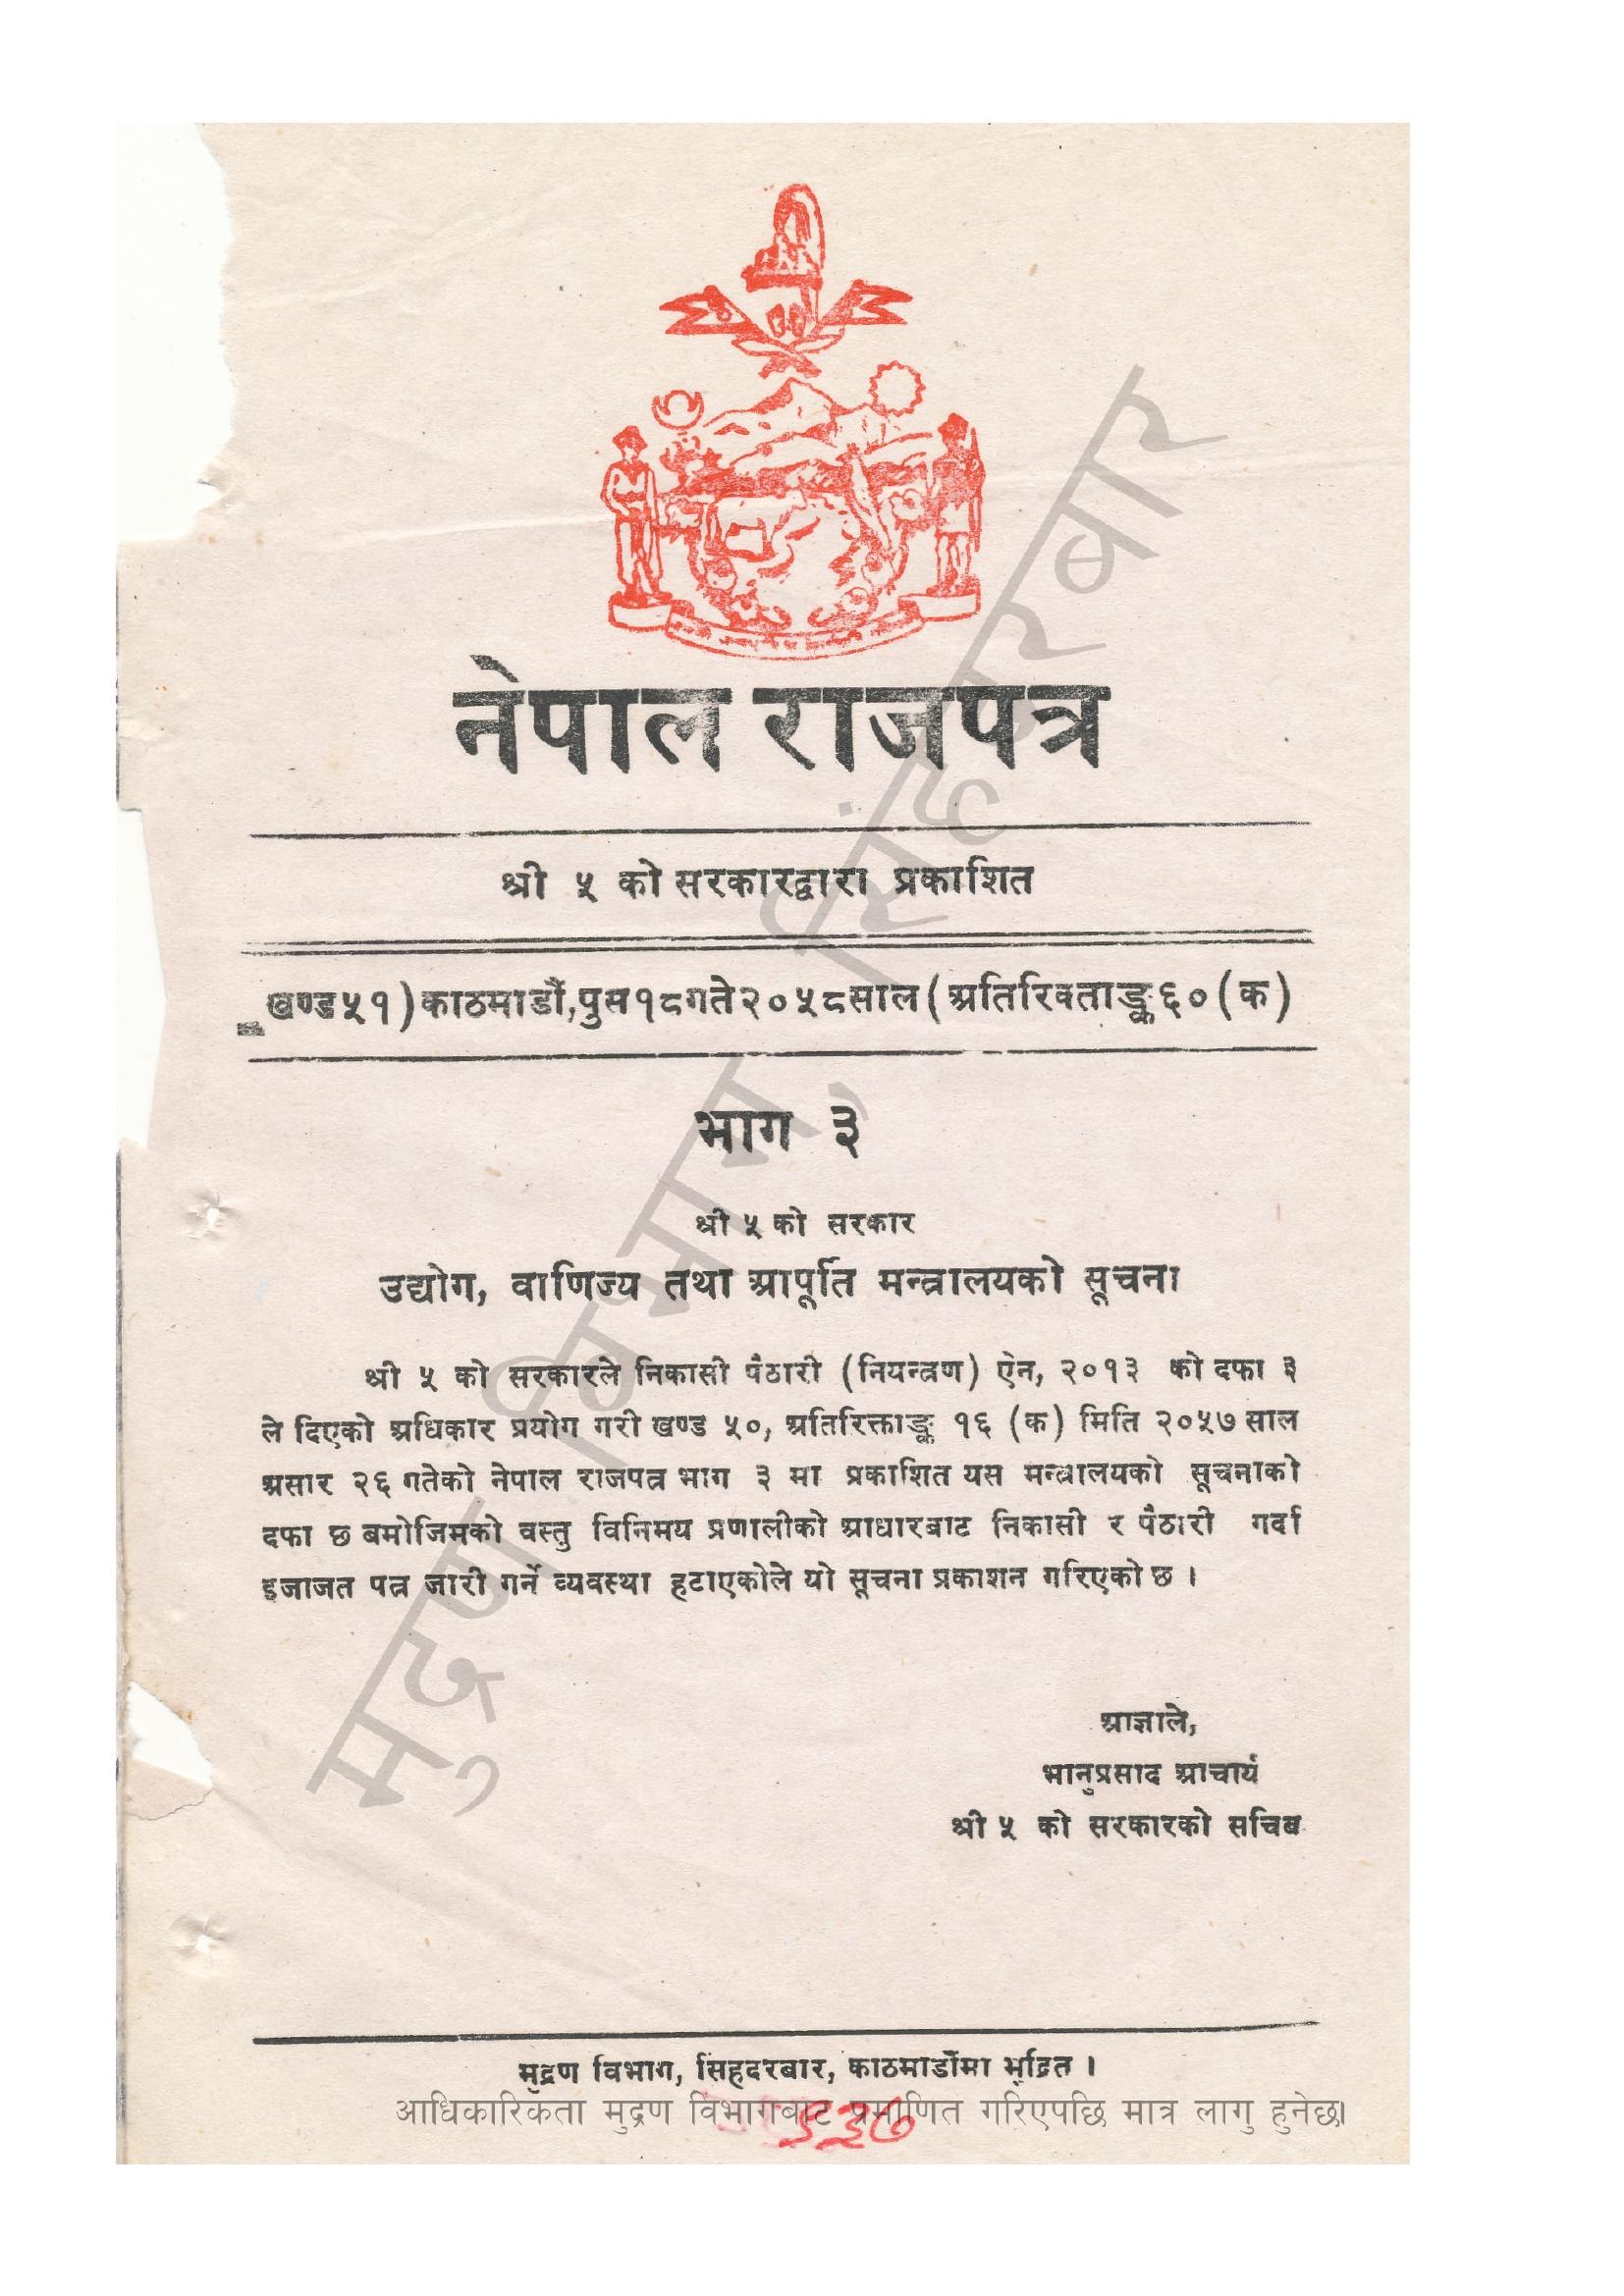 नेपाल राजपत्र
श्री ५ को सरकारद्वारा प्रकाशित
खण्ड ५१) काठमाडौं, पुस १८ गते २०५८ साल (अतिरिक्ताङ्क ६० (क)
भाग ३
श्री ५ को सरकार
उद्योग, वाणिज्य तथा आपूर्ति मन्त्रालयको सूचना
श्री ५ को सरकारले निकासी पैठारी (नियन्त्रण) ऐन, २०१३ को दफा ३
ले दिएको अधिकार प्रयोग गरी खण्ड ५०, अतिरिक्ताङ्क १६ (क) मिति २०५७ साल
असार २६ गतेको नेपाल राजपत्र भाग ३ मा प्रकाशित यस मन्त्रालयको सूचनाको
दफा छ बमोजिमको वस्तु विनिमय प्रणालीको आधारबाट निकासी र पैठारी गर्दा
इजाजत पत्र जारी गर्ने व्यवस्था हटाएकोले यो सूचना प्रकाशन गरिएको छ ।
आज्ञाले,
भानुप्रसाद आचार्य
श्री ५ को सरकारको सचिव
मुद्रण विभाग, सिंहदरबार, काठमाडौंमा मुद्रित ।
आधिकारिकता मुद्रण विभागबाट प्रमाणित गरिएपछि मात्र लागु हुनेछ।
मुद्रण विभाग, सिंहदरबार